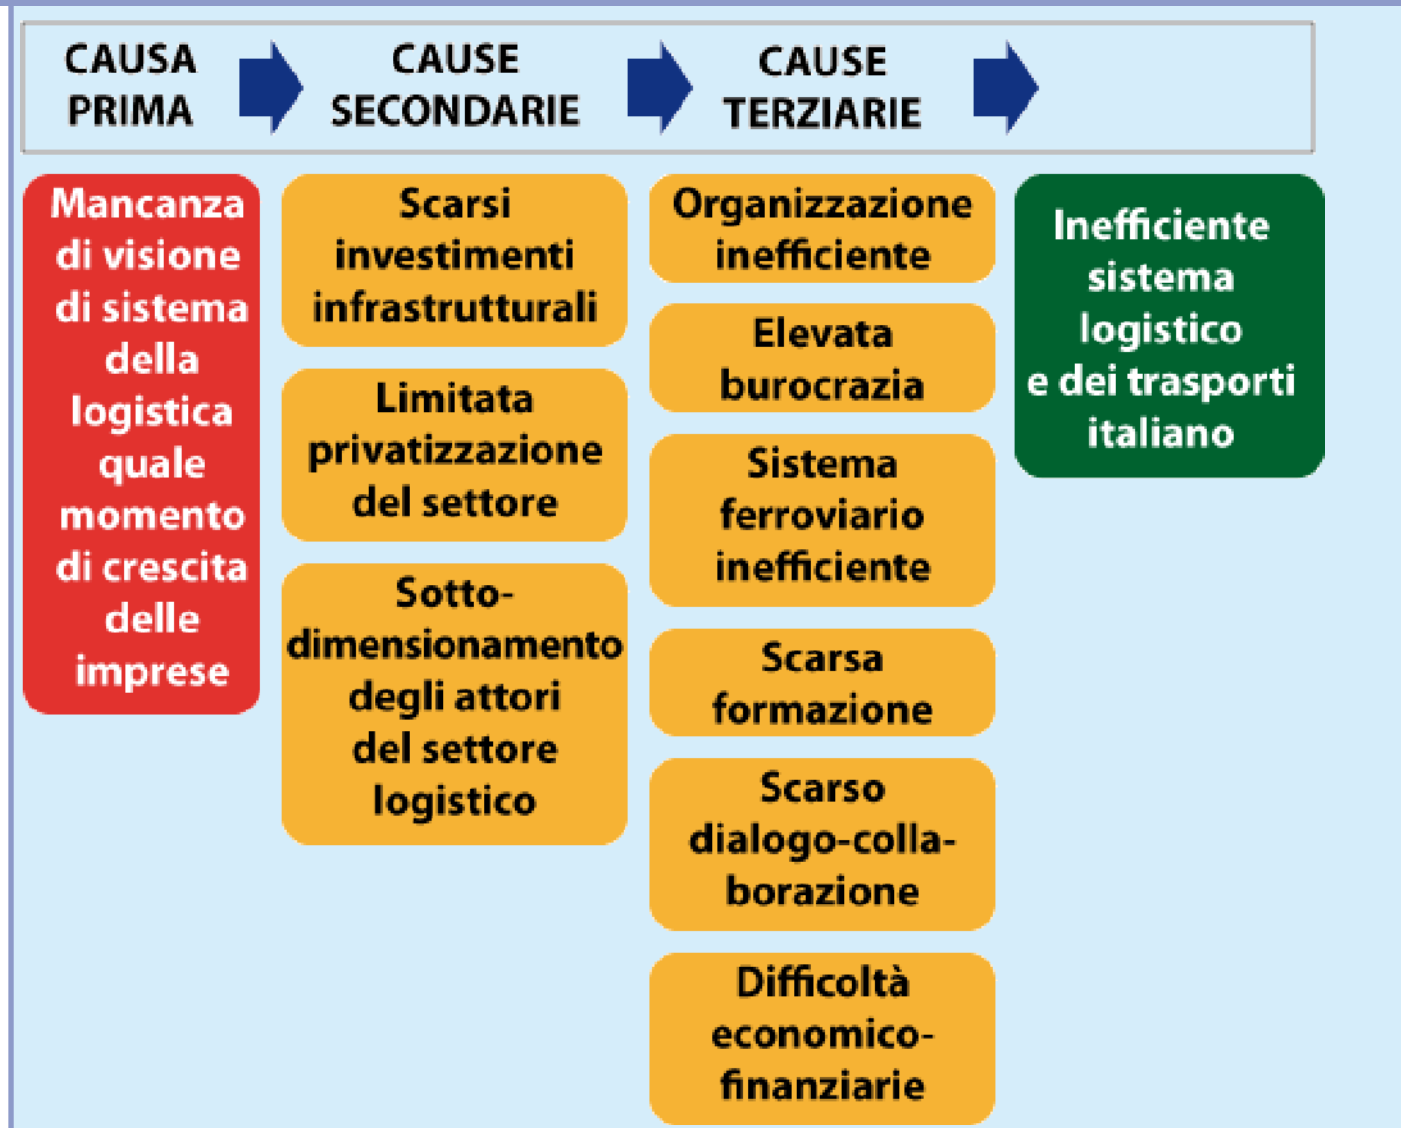 CAUSA
PRIMA
CAUSE
SECONDARIE
CAUSE
TERZIARIE
Mancanza
di visione
di sistema
della
logistica
quale
momento
di crescita
delle
imprese
Scarsi
investimenti
infrastrutturali
Limitata
privatizzazione
del settore
Sotto-
dimensionamento
degli attori
del settore
logistico
Organizzazione
inefficiente
Elevata
burocrazia
Sistema
ferroviario
inefficiente
Scarsa
formazione
Scarso
dialogo-colla-
borazione
Difficoltà
economico-
finanziarie
Inefficiente
sistema
logistico
e dei trasporti
italiano